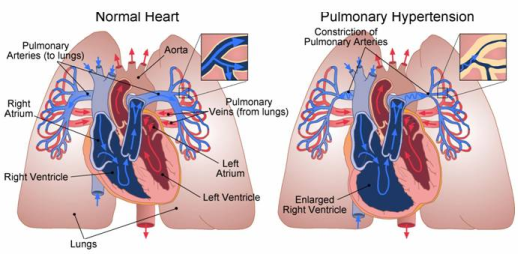 Normal Heart
Pulmonary
Arteries (to lungs)
Aorta
Right
Atrium
Pulmonary
Veins (from lungs)
Left
Atrium
Right Ventricle
Left Ventricle
Lungs
Pulmonary Hypertension
Constriction of
Pulmonary Arteries
Enlarged
Right Ventricle